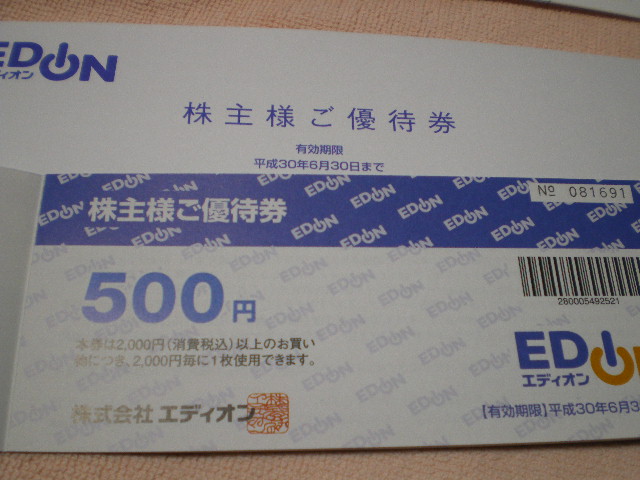 EDION
エディオン
株主様ご優待券
有効期限
平成30年6月30日まで
株主様ご優待券
No 081691
500円
本券は2,000円(消費税込)以上のお買い
物につき、2,000円毎に1枚使用できます。
280005492521
EDIO
エディオン
株式会社 エディオン
【有効期限】平成30年6月3